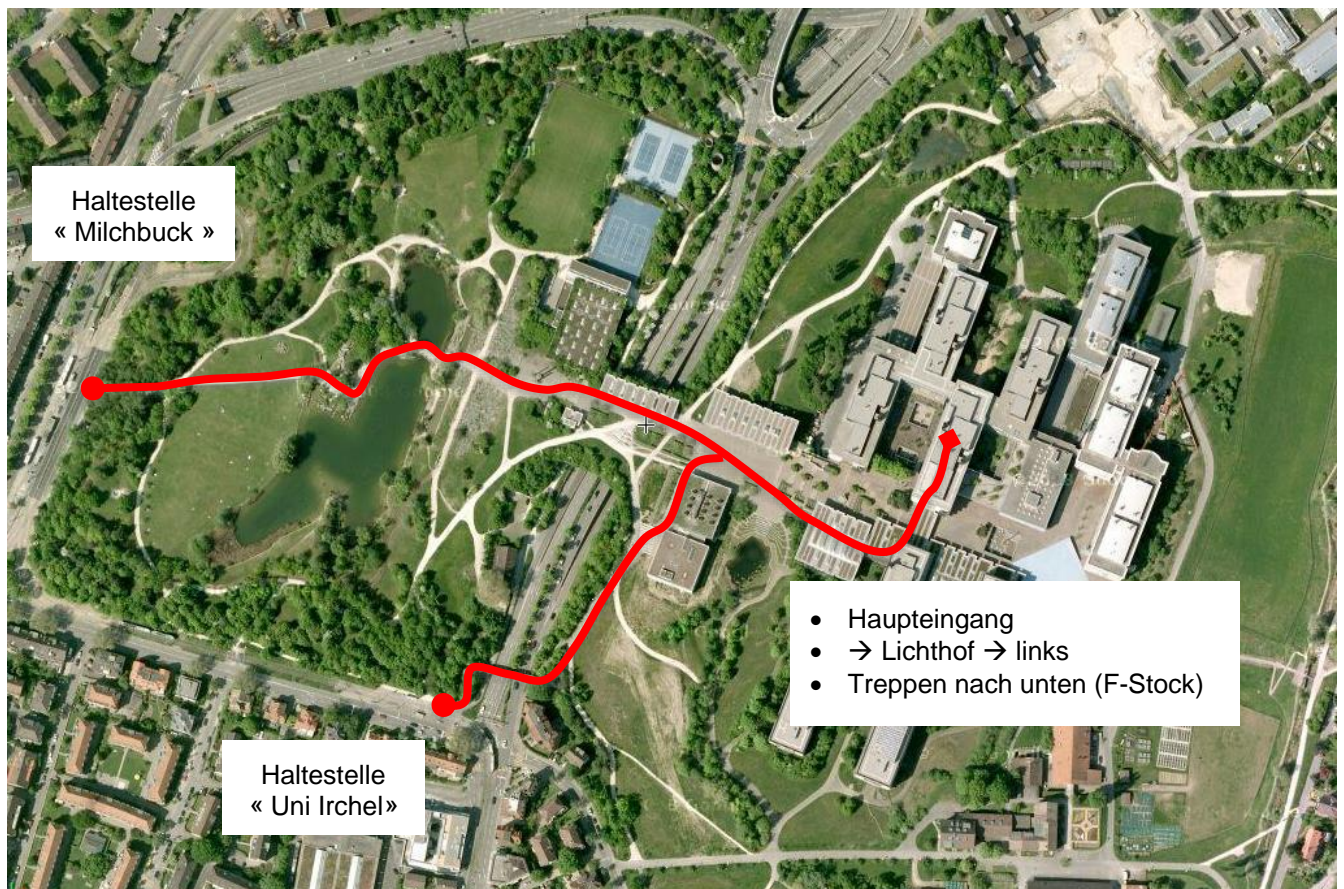 Haltestelle
« Milchbuck »
• Haupteingang
• → Lichthof → links
• Treppen nach unten (F-Stock)
Haltestelle
« Uni Irchel»